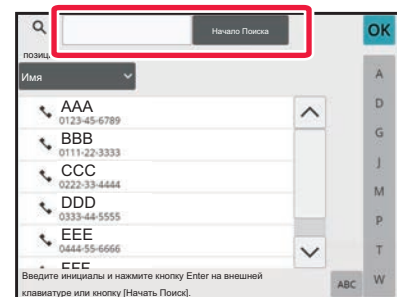 Начало Поиска
OK
позиц.
Имя
A
AAA
0123-45-6789
D
BBB
0111-22-3333
G
CCC
0222-33-4444
J
M
DDD
0333-44-5555
P
EEE
0444-55-6666
T
FFF
Введите инициалы и нажмите кнопку Enter на внешней
клавиатуре или кнопку [Начать Поиск].
ABC
W